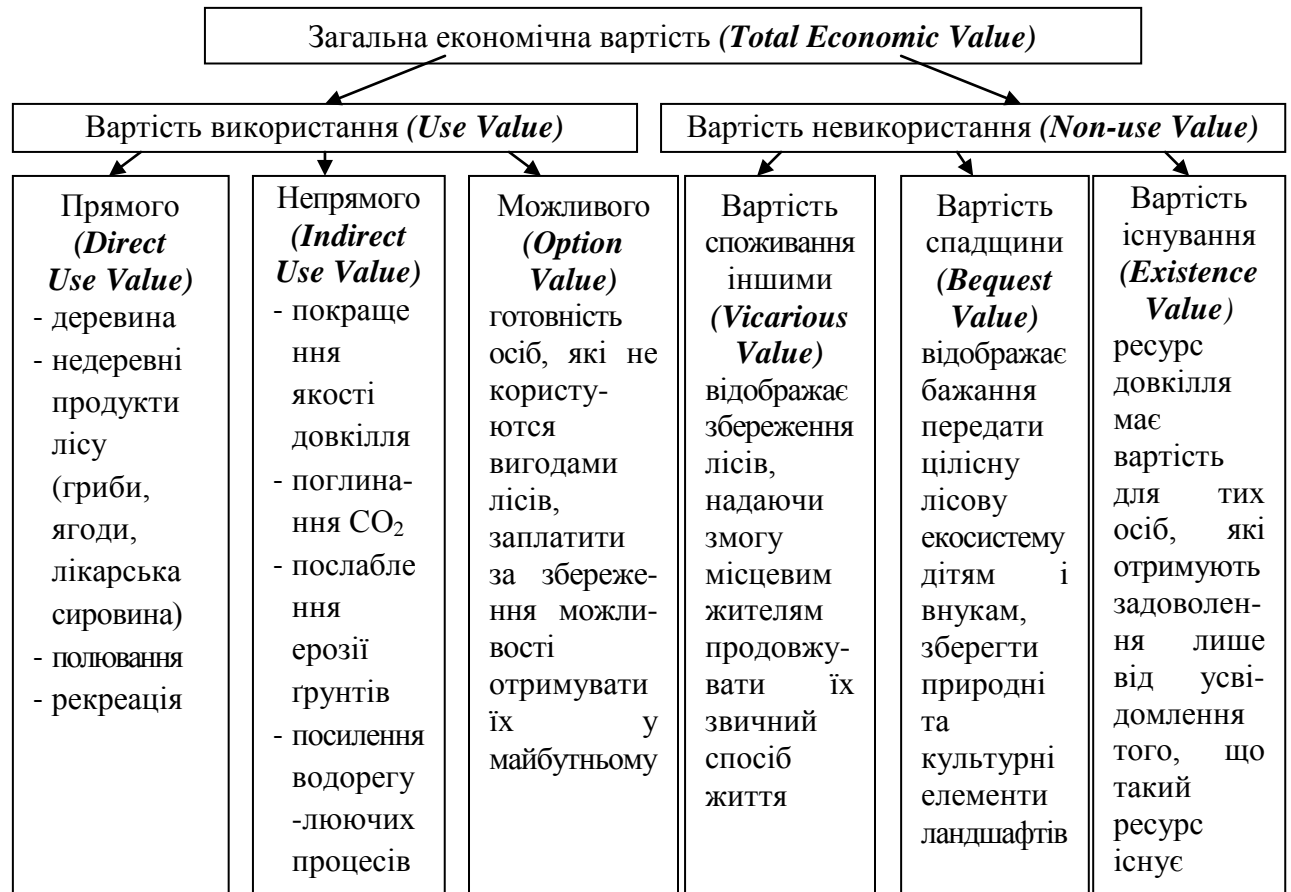 Загальна економічна вартість (Total Economic Value)
Вартість використання (Use Value)
Вартість невикористання (Non-use Value)
Прямого
(Direct
Use Value)
- деревина
- недеревні
продукти
лісу
(гриби,
ягоди,
лікарська
сировина)
- полювання
- рекреація
Непрямого
(Indirect
Use Value)
- покраще
ння
якості
довкілля
- поглина-
ння CO₂
- послабле
ння
ерозії
ґрунтів
- посилення
водорегу
-люючих
процесів
Можливого
(Option
Value)
готовність
осіб, які не
користу-
ются
вигодами
лісів,
заплатити
за збереже-
ння можли-
вості
отримувати
їх у
майбутньому
Вартість
споживання
іншими
(Vicarious
Value)
відображає
збереження
лісів,
надаючи
змогу
місцевим
жителям
продовжу-
вати їх
звичний
спосіб
життя
Вартість
спадщини
(Bequest
Value)
відображає
бажання
передати
цілісну
лісову
екосистему
дітям і
внукам,
зберегти
природні
та
культурні
елементи
ландшафтів
Вартість
існування
(Existence
Value)
ресурс
довкілля
має
вартість
для тих
осіб, які
отримують
задоволен-
ня лише
від усві-
домлення
того, що
такий
ресурс
існує